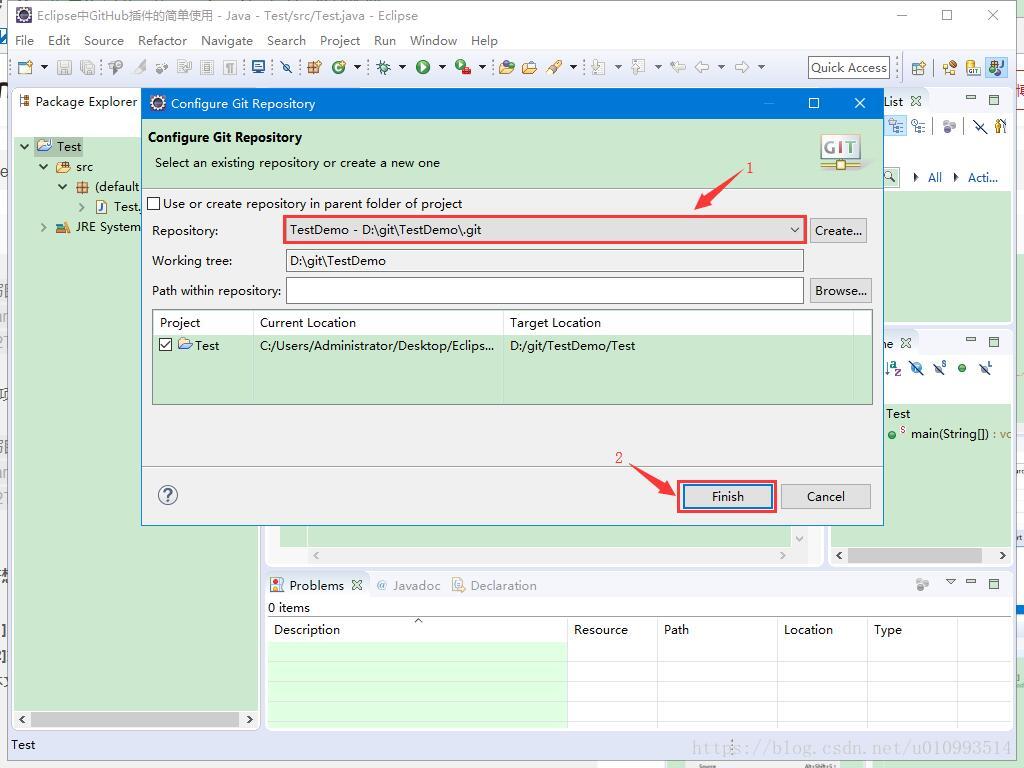 Eclipse中GitHub插件的简单使用 - Java - Test/src/Test.java - Eclipse
File Edit Source Refactor Navigate Search Project Run Window Help
Quick Access
Package Explorer
Test
src
(default
Test.
JRE System
Configure Git Repository
Configure Git Repository
Select an existing repository or create a new one
GIT
1
Use or create repository in parent folder of project
Repository: TestDemo - D:\git\TestDemo\.git Create...
Working tree: D:\git\TestDemo
Path within repository: Browse...
Project Current Location Target Location
Test C:/Users/Administrator/Desktop/Eclips... D:/git/TestDemo/Test
2
Finish Cancel
List
All Acti...
Test
main(String[]) : vo
Problems @ Javadoc Declaration
0 items
Description Resource Path Location Type
Test
https://blog.csdn.net/u010993514